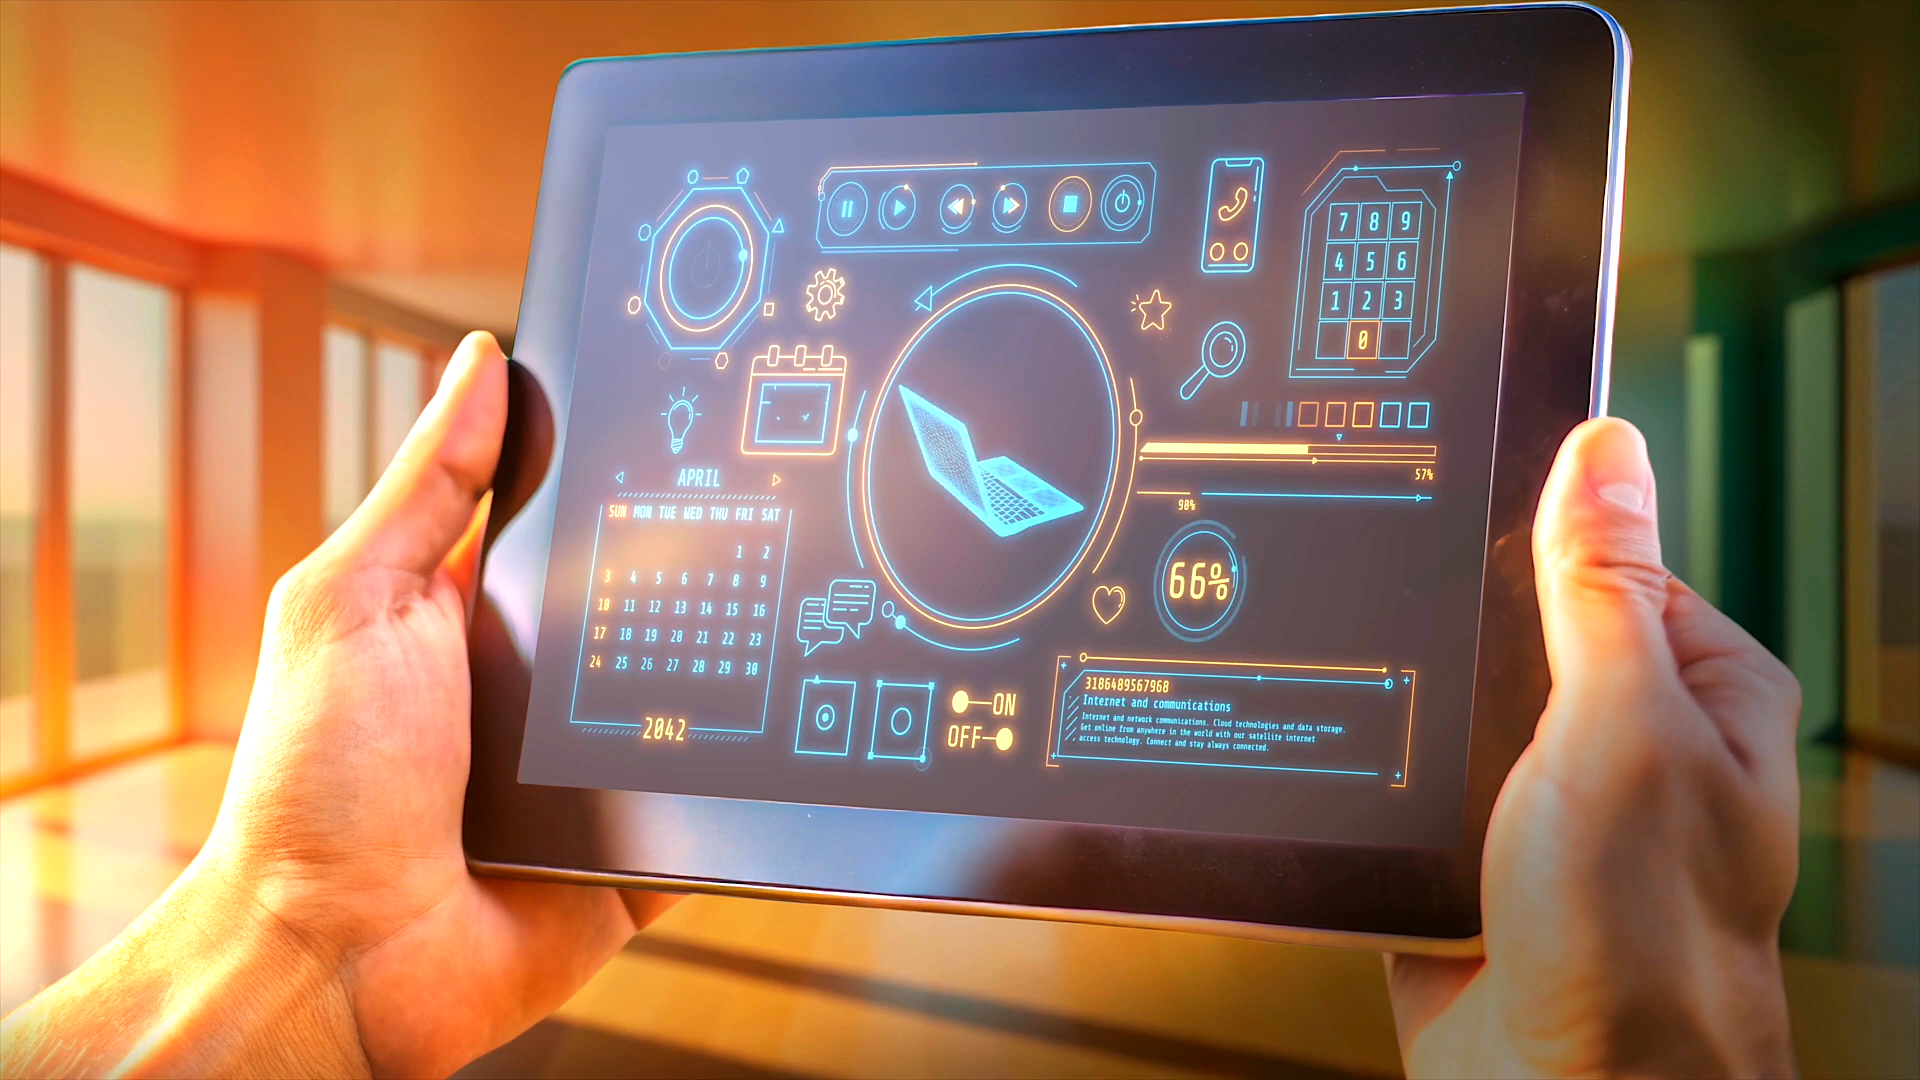 7 8 9
4 5 6
1 2 3
0
57%
90%
66%
APRIL
SUN MON TUE WED THU FRI SAT
1 2
3 4 5 6 7 8 9
10 11 12 13 14 15 16
17 18 19 20 21 22 23
24 25 26 27 28 29 30
2042
ON
OFF
3186489567968
Internet and communications
Internet and network communications. Cloud technologies and data storage.
Get online from anywhere in the world with our satellite internet
access technology. Connect and stay always connected.